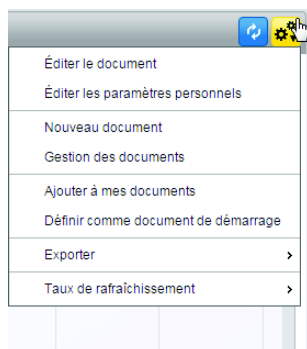 Éditer le document
Éditer les paramètres personnels
Nouveau document
Gestion des documents
Ajouter à mes documents
Définir comme document de démarrage
Exporter
Taux de rafraîchissement